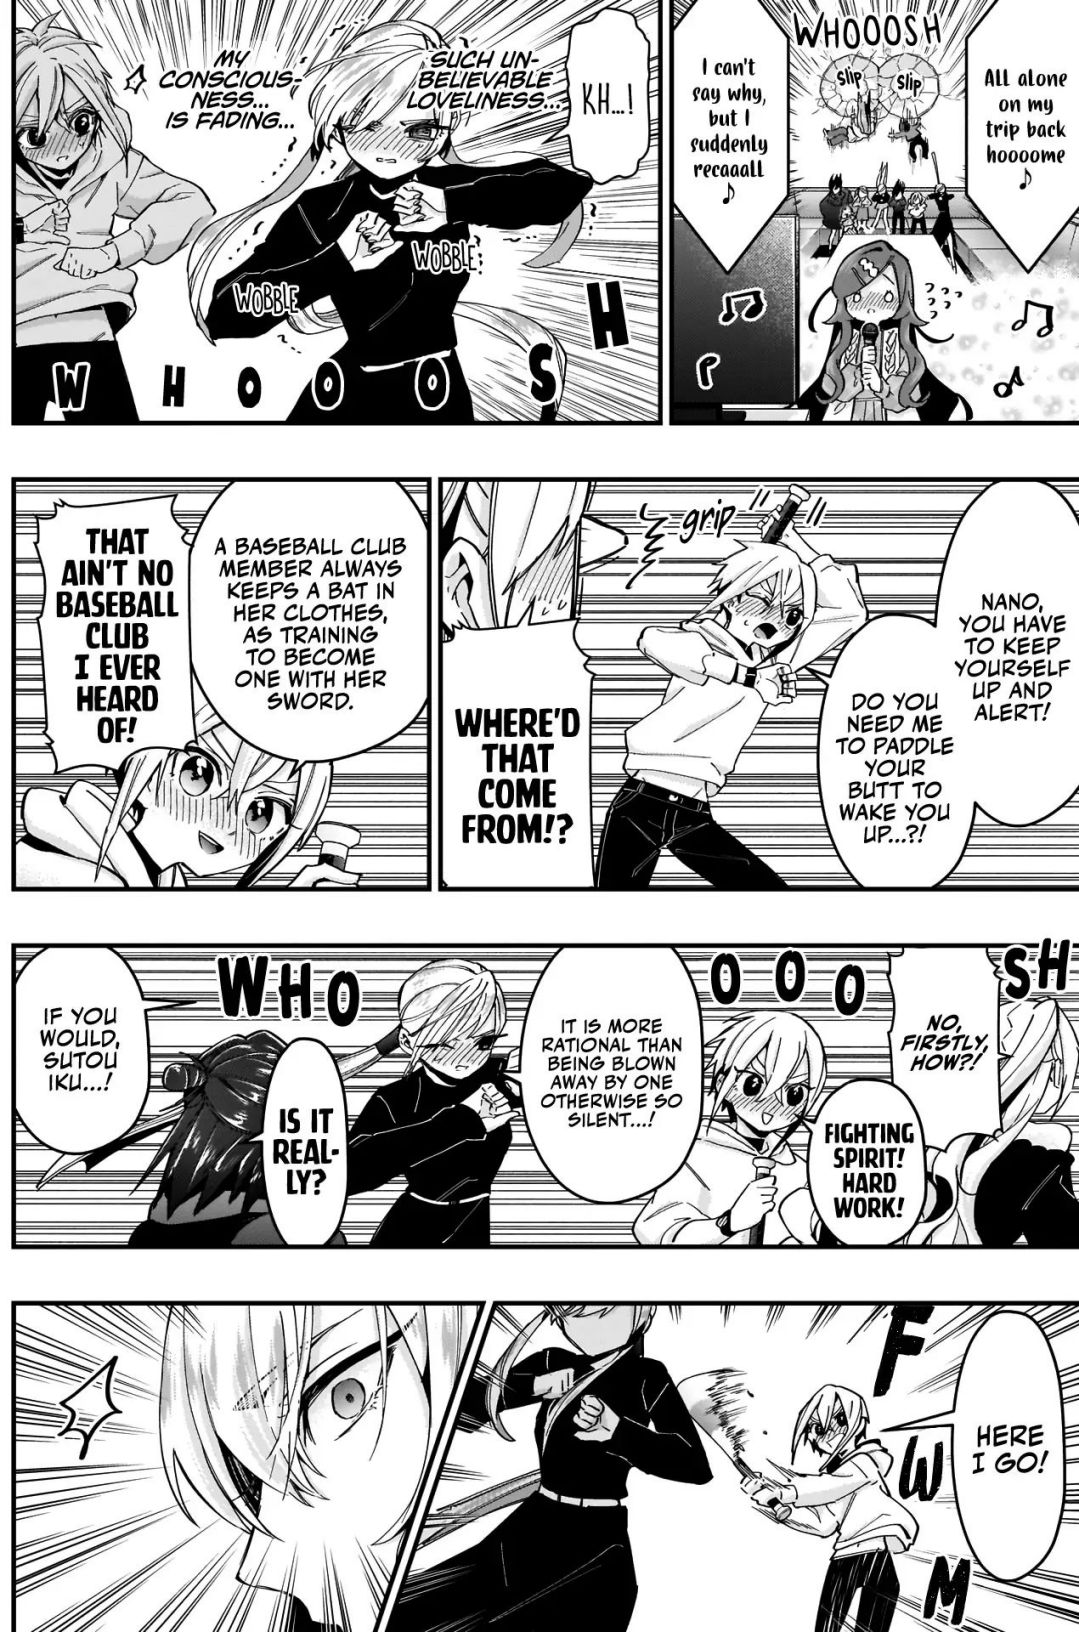 WHOOOSH
Slip
Slip
All alone
on my
trip back
hoooome
♪
I can't
say why,
but I
suddenly
recaaall
♪
KH...!
SUCH UN-
BELIEVABLE
LOVELINESS...
MY
CONSCIOUS-
NESS...
IS FADING...
WOBBLE
WOBBLE
WHOOOSH
NANO,
YOU HAVE
TO KEEP
YOURSELF
UP AND
ALERT!
DO YOU
NEED ME
TO PADDLE
YOUR
BUTT TO
WAKE YOU
UP...?!
grip
WHERE'D
THAT
COME
FROM!?
A BASEBALL CLUB
MEMBER ALWAYS
KEEPS A BAT IN
HER CLOTHES,
AS TRAINING
TO BECOME
ONE WITH HER
SWORD.
THAT
AIN'T NO
BASEBALL
CLUB
I EVER
HEARD
OF!
WHOOOOSH
NO,
FIRSTLY,
HOW?!
FIGHTING
SPIRIT!
HARD
WORK!
IT IS MORE
RATIONAL THAN
BEING BLOWN
AWAY BY ONE
OTHERWISE SO
SILENT...!
IS IT
REAL-
LY?
IF YOU
WOULD,
SUTOU
IKU...!
HERE
I GO!
FWM